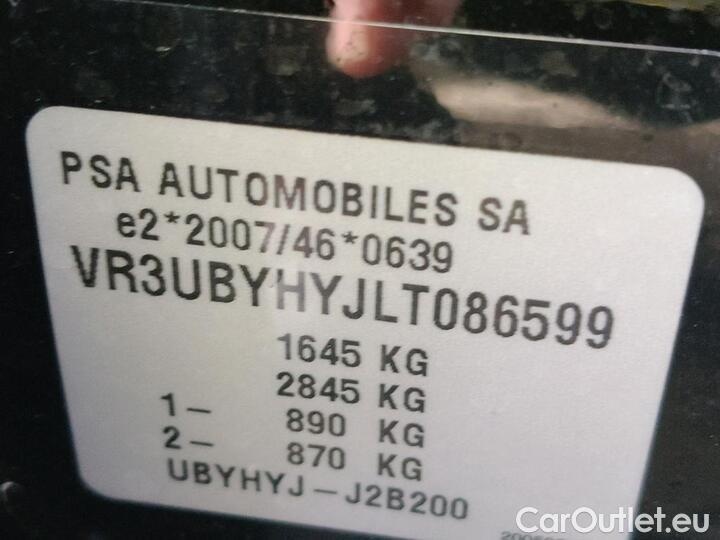 PSA AUTOMOBILES SA
e2*2007/46*0639
VR3UBYHYJLT086599
1645 KG
2845 KG
1– 890 KG
2– 870 KG
UBYHYJ–J2B200
CarOutlet.eu